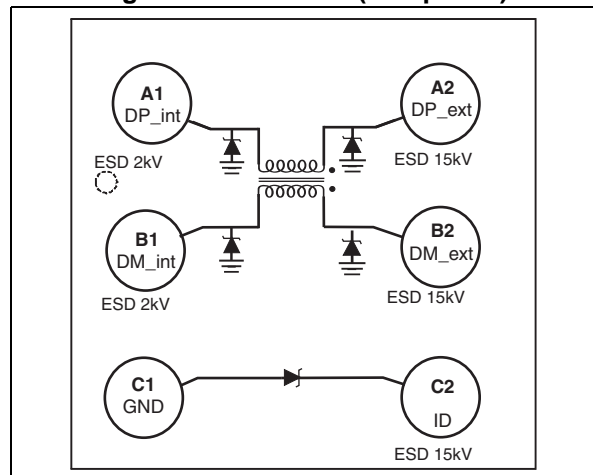 A1
DP_int
A2
DP_ext
ESD 2kV
ESD 15kV
B1
DM_int
B2
DM_ext
ESD 2kV
ESD 15kV
C1
GND
C2
ID
ESD 15kV